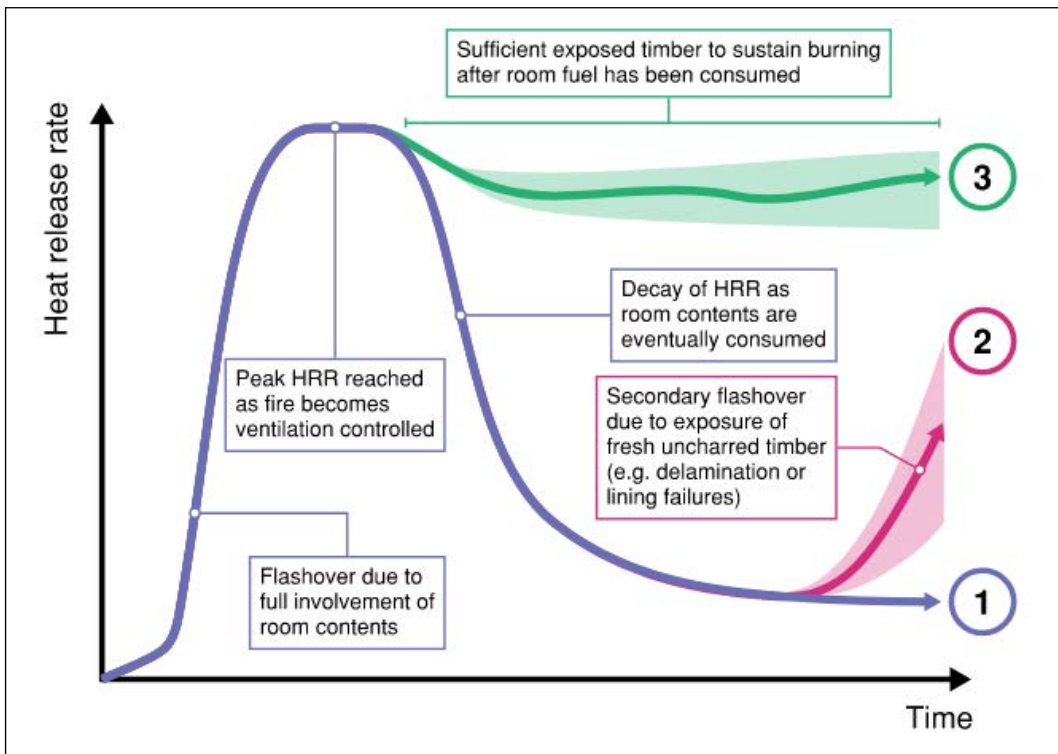 Sufficient exposed timber to sustain burning
after room fuel has been consumed
Heat release rate
3
Decay of HRR as
room contents are
eventually consumed
2
Peak HRR reached
as fire becomes
ventilation controlled
Secondary flashover
due to exposure of
fresh uncharred timber
(e.g. delamination or
lining failures)
Flashover due to
full involvement of
room contents
1
Time